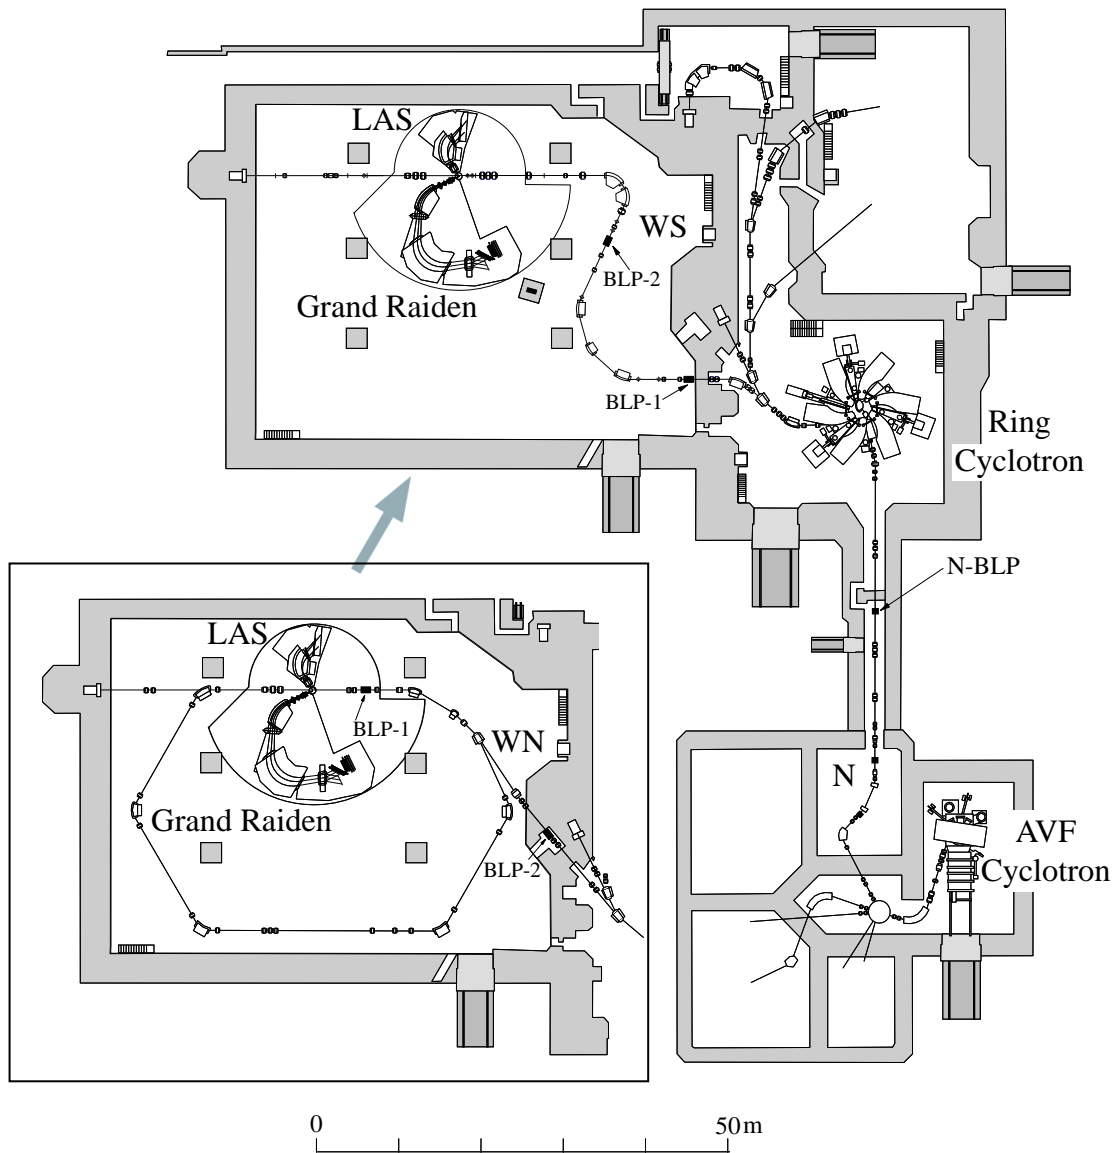 LAS
WS
BLP-2
Grand Raiden
BLP-1
Ring
Cyclotron
N-BLP
LAS
BLP-1
WN
Grand Raiden
BLP-2
N
AVF
Cyclotron
0
50 m